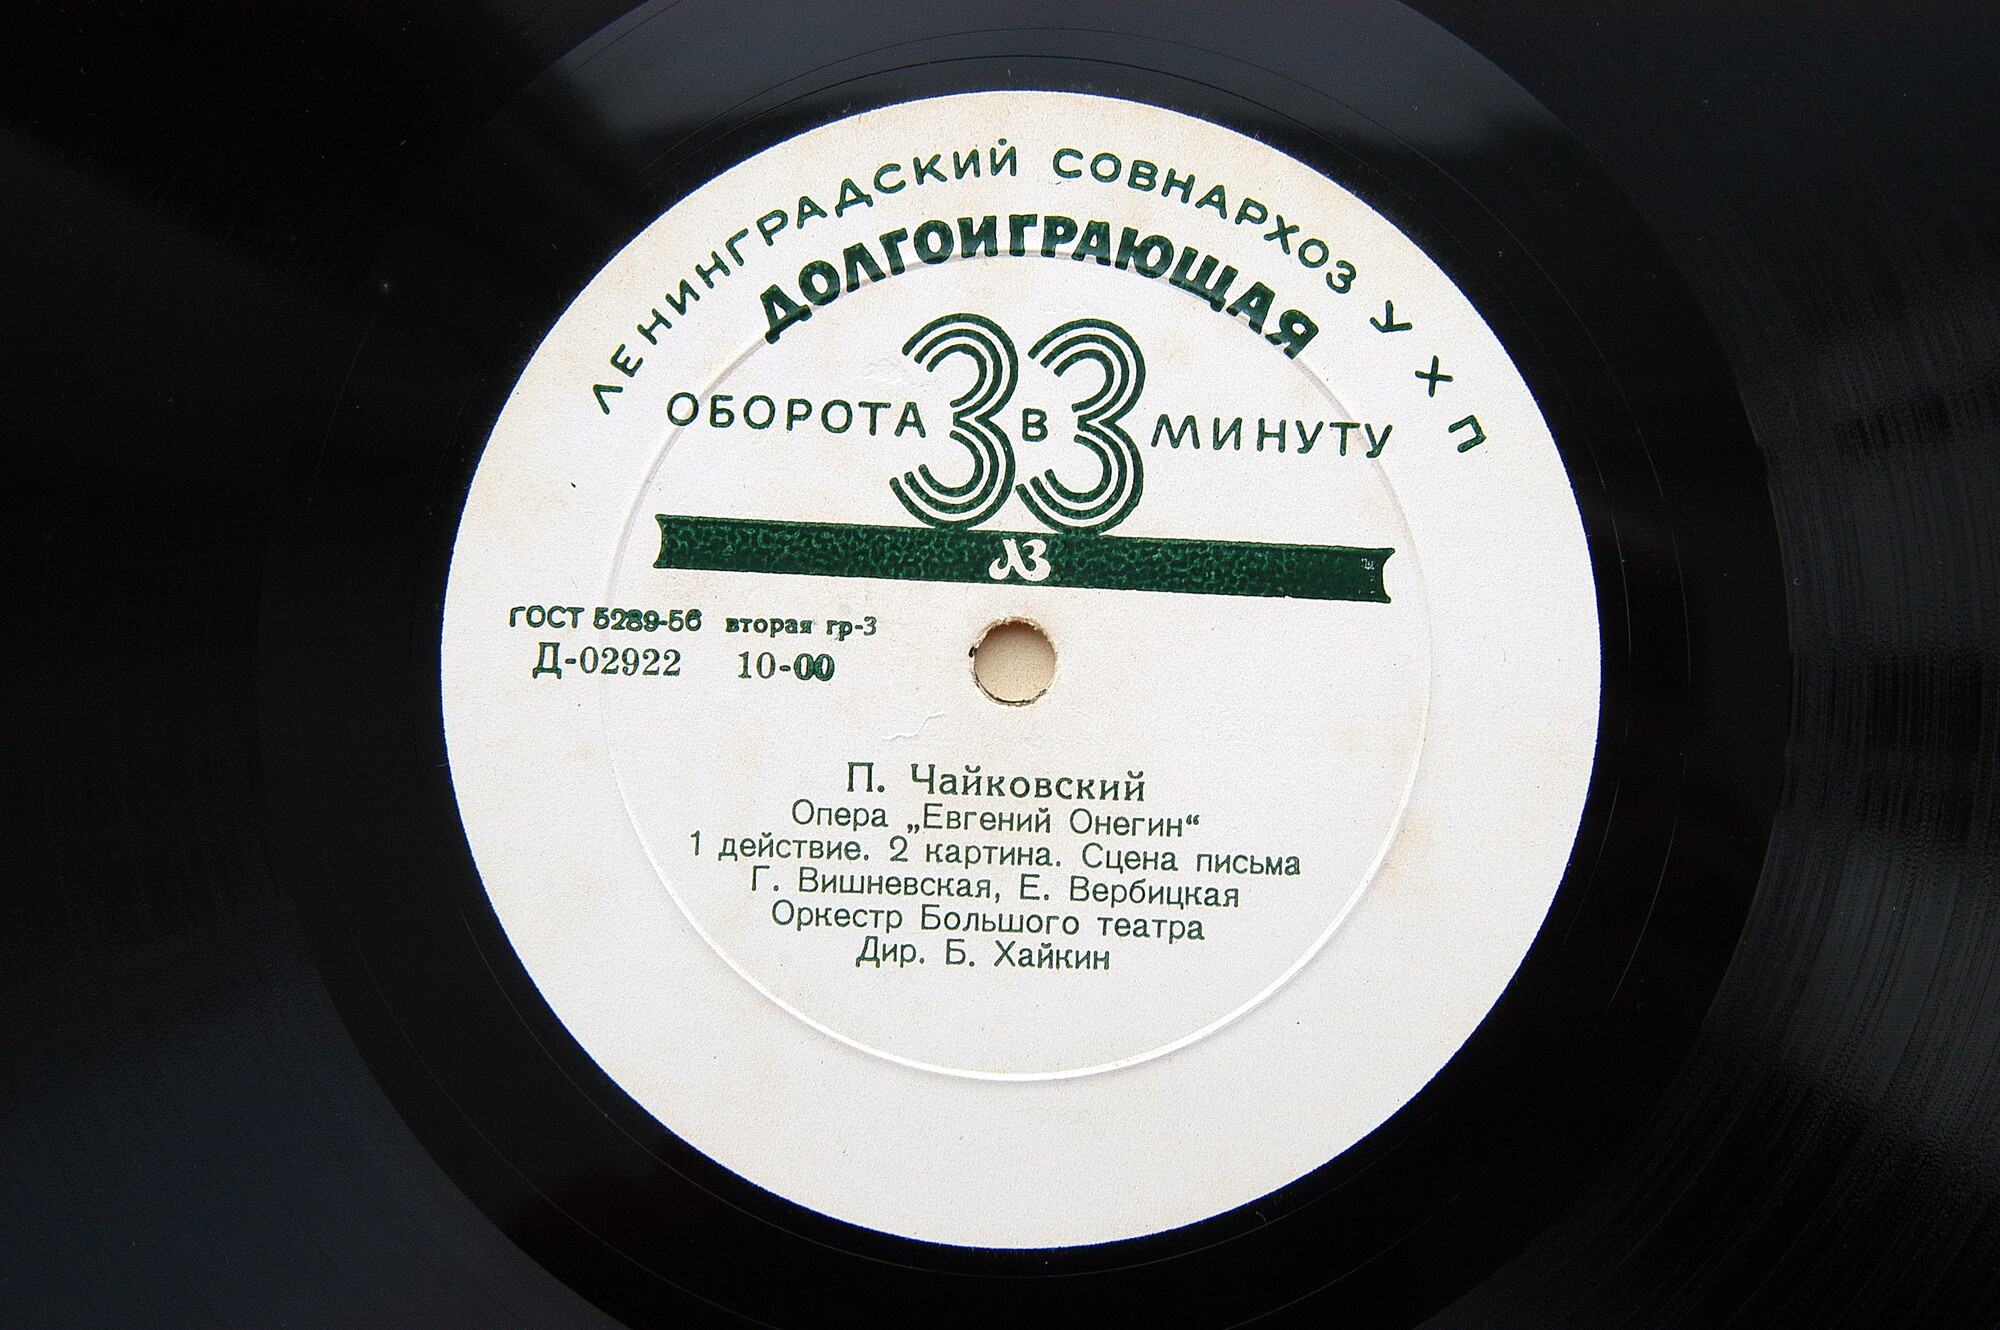 ЛЕНИНГРАДСКИЙ СОВНАРХОЗ У Х П
ДОЛГОИГРАЮЩАЯ
ОБОРОТА 33 В МИНУТУ
ЛЗ
ГОСТ 5289-56 вторая гр-3
Д-02922 10-00
П. Чайковский
Опера „Евгений Онегин“
1 действие. 2 картина. Сцена письма
Г. Вишневская, Е. Вербицкая
Оркестр Большого театра
Дир. Б. Хайкин